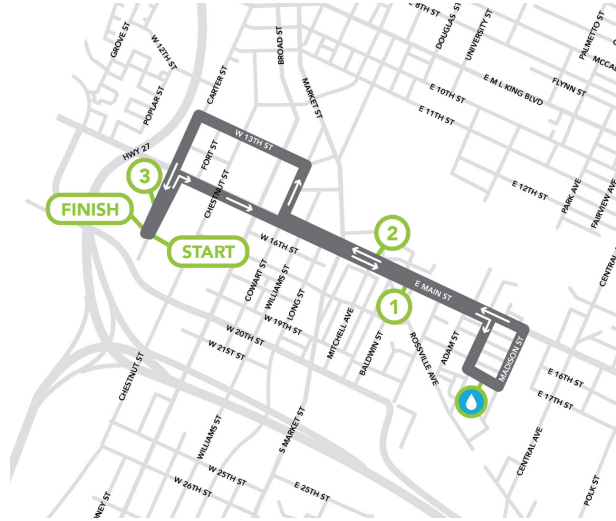 GROVE ST
W 12TH ST
POPLAR ST
CARTER ST
BROAD ST
MARKET ST
DOUGLAS ST
UNIVERSITY ST
E 8TH ST
PALMETTO ST
FLYNN ST
E M L KING BLVD
E 10TH ST
E 11TH ST
E 12TH ST
PARK AVE
FAIRVIEW AVE
HWY 27
W 13TH ST
FORT ST
CHESTNUT ST
3
FINISH
START
2
1
W 16TH ST
COWART ST
WILLIAMS ST
LONG ST
MITCHELL AVE
BALDWIN ST
E MAIN ST
ROSSVILLE AVE
ADAM ST
MADISON ST
W 19TH ST
W 20TH ST
W 21ST ST
CHESTNUT ST
WILLIAMS ST
S MARKET ST
W 25TH ST
W 26TH ST
E 25TH ST
E 16TH ST
E 17TH ST
CENTRAL AVE
POLK ST